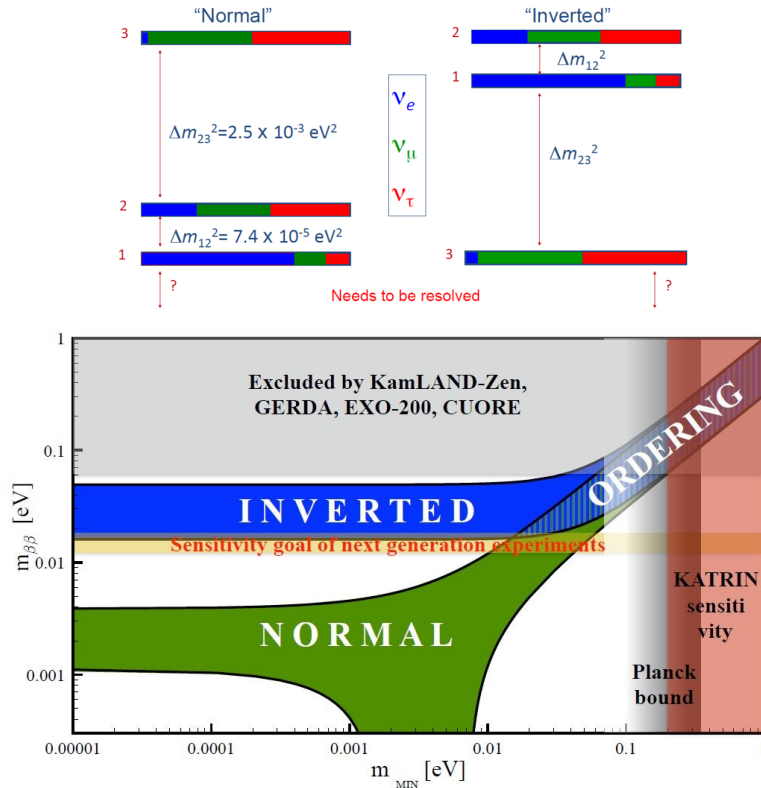 “Normal”
“Inverted”
3
Δm₂₃²=2.5 x 10⁻³ eV²
2
Δm₁₂²= 7.4 x 10⁻⁵ eV²
1
?
νₑ
ν_μ
ν_τ
2
Δm₁₂²
1
Δm₂₃²
3
?
Needs to be resolved
Excluded by KamLAND-Zen,
GERDA, EXO-200, CUORE
ORDERING
INVERTED
Sensitivity goal of next generation experiments
NORMAL
KATRIN
sensiti
vity
Planck
bound
m_ββ [eV]
1
0.1
0.01
0.001
0.00001
0.0001
0.001
0.01
0.1
m_MIN [eV]